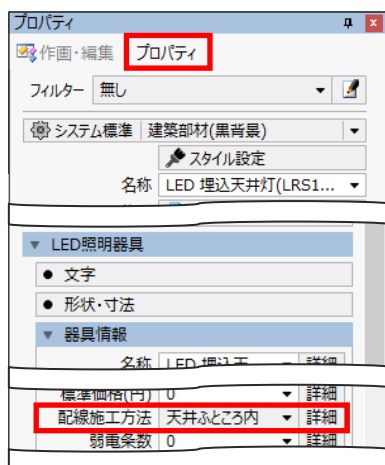 プロパティ
作画・編集 プロパティ
フィルター 無し
システム標準 建築部材(黒背景)
スタイル設定
名称 LED 埋込天井灯(LRS1...
LED照明器具
● 文字
● 形状・寸法
器具情報
名称 LED 埋込天 詳細
標準価格(円) 0 詳細
配線施工方法 天井ふところ内 詳細
弱電条数 0 詳細